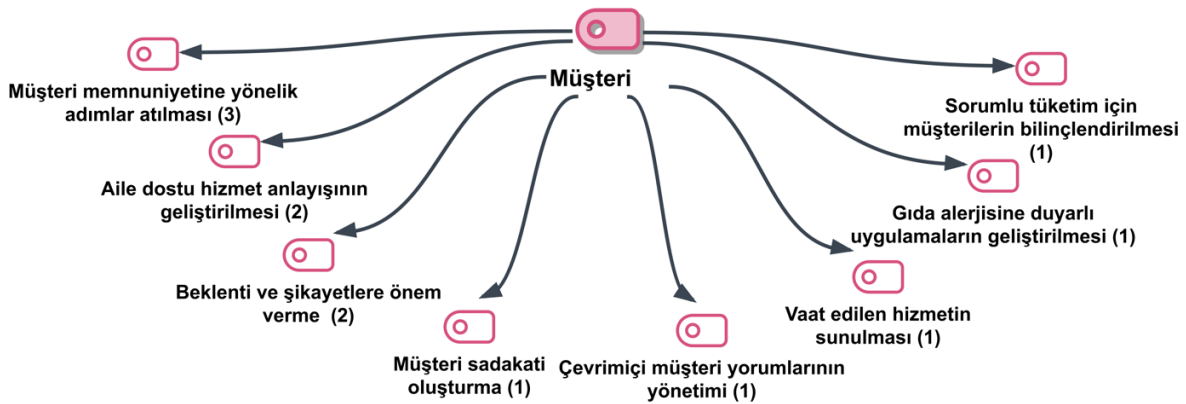 Müşteri
Müşteri memnuniyetine yönelik
adımlar atılması (3)
Aile dostu hizmet anlayışının
geliştirilmesi (2)
Beklenti ve şikayetlere önem
verme (2)
Müşteri sadakati
oluşturma (1)
Çevrimiçi müşteri yorumlarının
yönetimi (1)
Vaat edilen hizmetin
sunulması (1)
Gıda alerjisine duyarlı
uygulamaların geliştirilmesi (1)
Sorumlu tüketim için
müşterilerin bilinçlendirilmesi
(1)